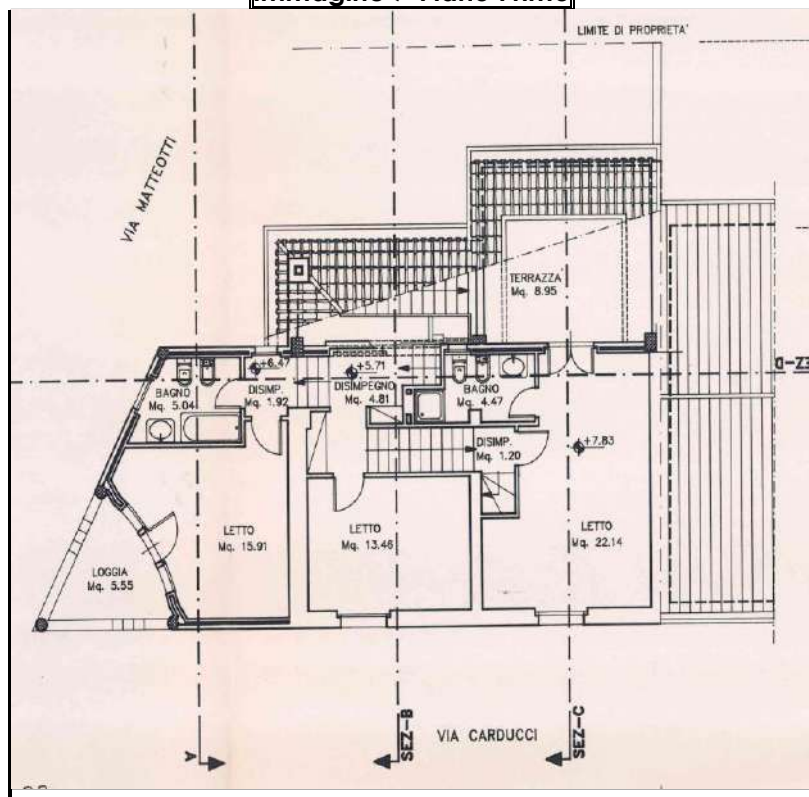 LIMITE DI PROPRIETA'
VIA MATTEOTTI
TERRAZZA
Mq. 8.95
+6.47
+5.71
BAGNO
Mq. 5.04
DISIMP.
Mq. 1.92
DISIMPEGNO
Mq. 4.81
BAGNO
Mq. 4.47
EZ-D
DISIMP.
Mq. 1.20
+7.83
LETTO
Mq. 15.91
LETTO
Mq. 13.46
LETTO
Mq. 22.14
LOGGIA
Mq. 5.55
A
SEZ-B
VIA CARDUCCI
SEZ-C